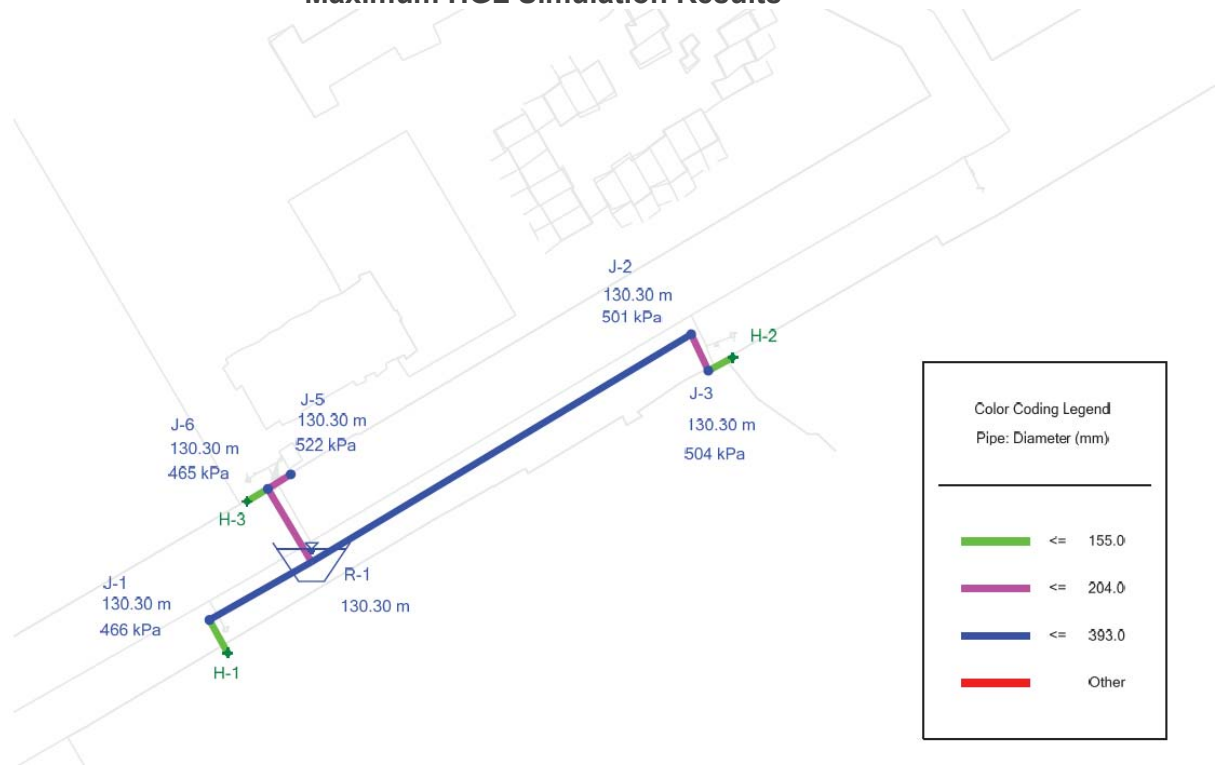 Maximum HGL Simulation Results
J-2
130.30 m
501 kPa
H-2
J-3
130.30 m
504 kPa
J-5
130.30 m
522 kPa
J-6
130.30 m
465 kPa
H-3
R-1
130.30 m
J-1
130.30 m
466 kPa
H-1
Color Coding Legend
Pipe: Diameter (mm)
<= 155.0
<= 204.0
<= 393.0
Other